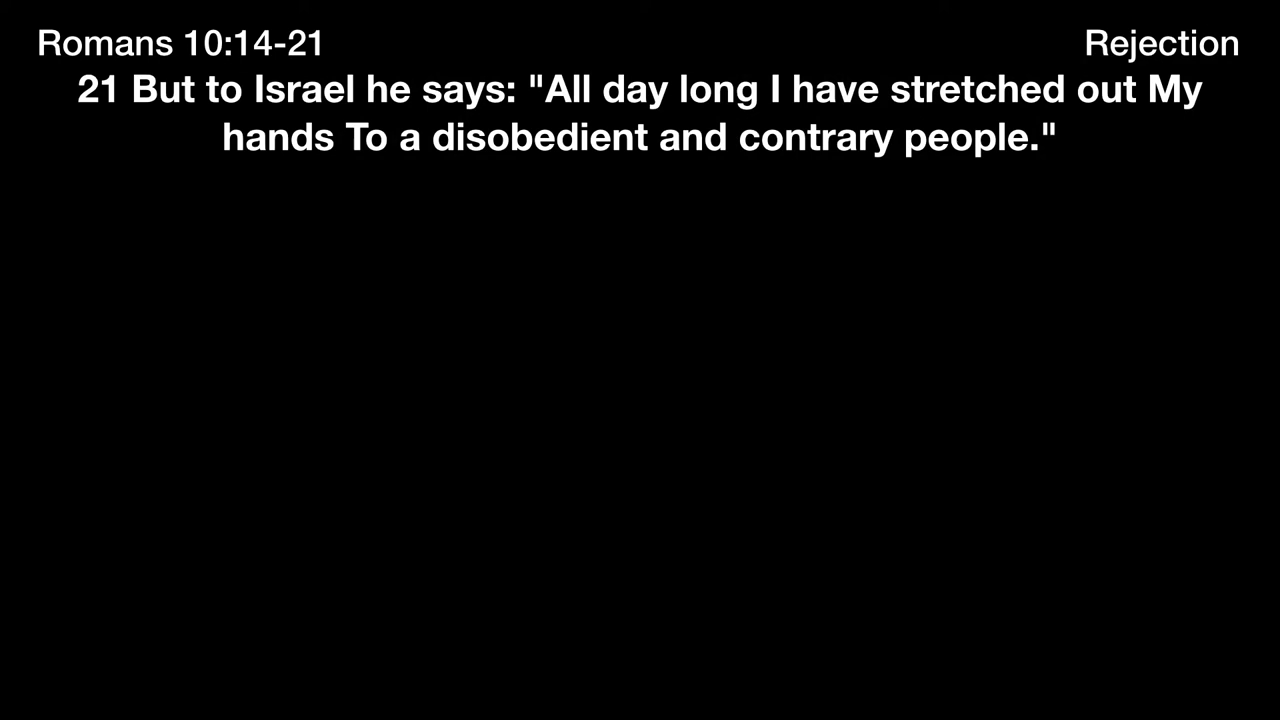 Romans 10:14-21
Rejection
21 But to Israel he says: "All day long I have stretched out My
hands To a disobedient and contrary people."